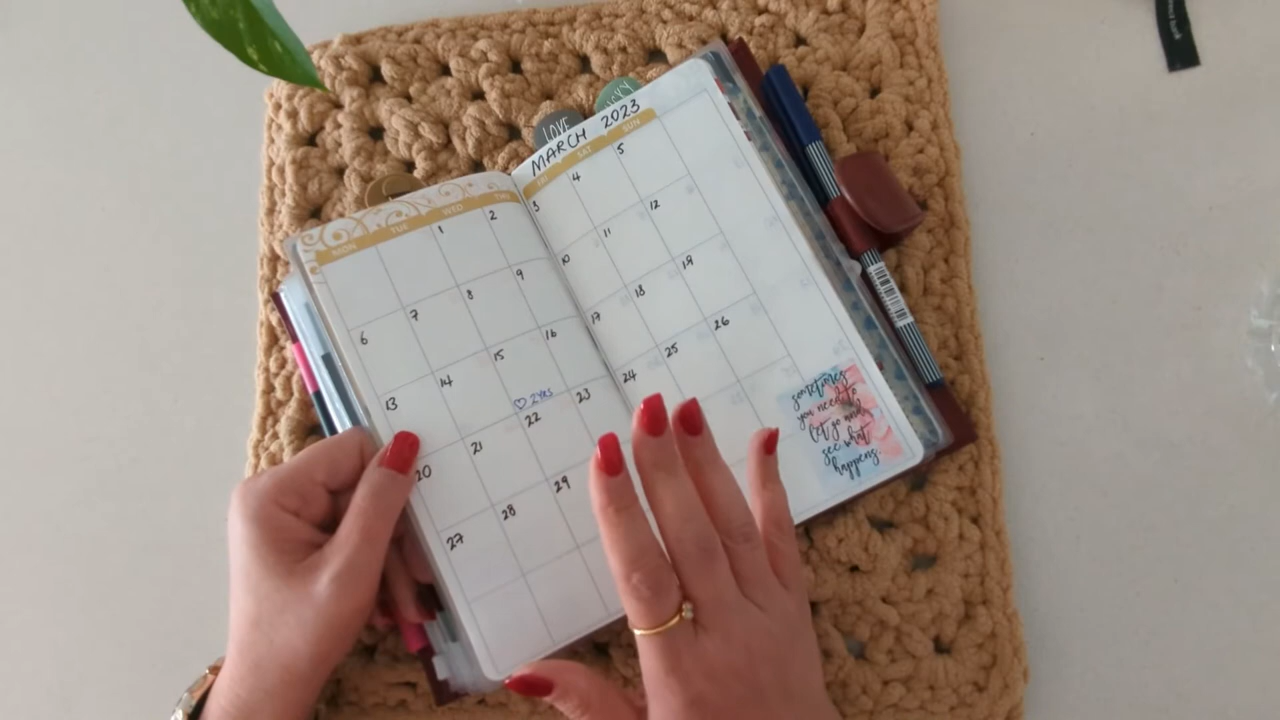 LOVE
MARCH 2023
MON TUE WED THU FRI SAT SUN
1 2 3 4 5
6 7 8 9 10 11 12
13 14 15 16 17 18 19
♡ 2yrs
20 21 22 23 24 25 26
27 28 29
sometimes
you need to
let go and
see what
happens.